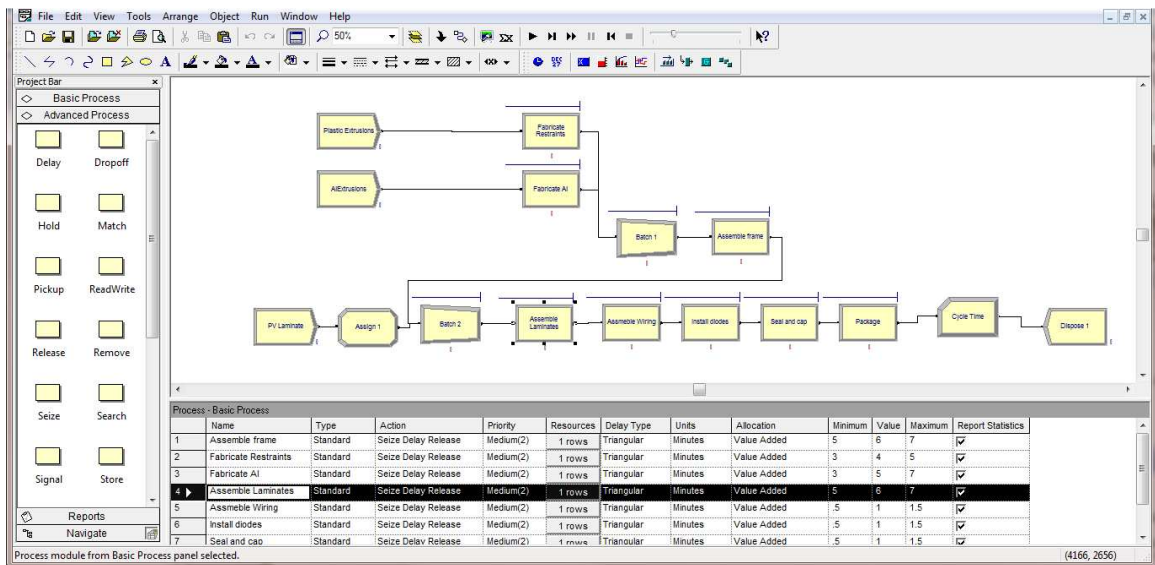 File Edit View Tools Arrange Object Run Window Help
50%
Project Bar
Basic Process
Advanced Process
Delay Dropoff
Hold Match
Pickup ReadWrite
Release Remove
Seize Search
Signal Store
Reports
Navigate
Plastic Extrusions
Fabricate
Restraints
AlExtrusions
Fabricate Al
Batch 1
Assemble frame
PV Laminate
Assign 1
Batch 2
Assemble
Laminates
Assmeble Wiring
Install diodes
Seal and cap
Package
Cycle Time
Dispose 1
Process - Basic Process
Name Type Action Priority Resources Delay Type Units Allocation Minimum Value Maximum Report Statistics
1 Assemble frame Standard Seize Delay Release Medium(2) 1 rows Triangular Minutes Value Added 5 6 7
2 Fabricate Restraints Standard Seize Delay Release Medium(2) 1 rows Triangular Minutes Value Added 3 4 5
3 Fabricate Al Standard Seize Delay Release Medium(2) 1 rows Triangular Minutes Value Added 3 5 7
4 Assemble Laminates Standard Seize Delay Release Medium(2) 1 rows Triangular Minutes Value Added 5 6 7
5 Assmeble Wiring Standard Seize Delay Release Medium(2) 1 rows Triangular Minutes Value Added .5 1 1.5
6 Install diodes Standard Seize Delay Release Medium(2) 1 rows Triangular Minutes Value Added .5 1 1.5
7 Seal and cap Standard Seize Delay Release Medium(2) 1 rows Triangular Minutes Value Added .5 1 1.5
Process module from Basic Process panel selected. (4166, 2656)